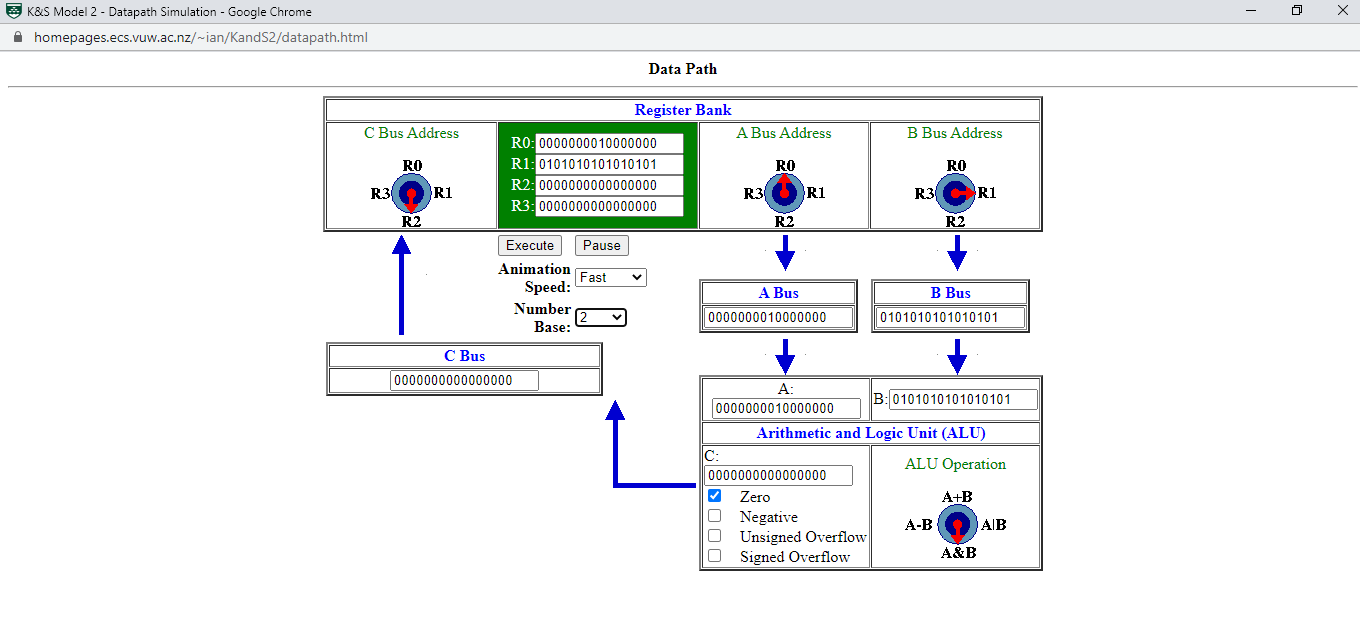 K&S Model 2 - Datapath Simulation - Google Chrome
homepages.ecs.vuw.ac.nz/~ian/KandS2/datapath.html
Data Path
Register Bank
C Bus Address
R0
R3 R1
R2
R0: 0000000010000000
R1: 0101010101010101
R2: 0000000000000000
R3: 0000000000000000
A Bus Address
R0
R3 R1
R2
B Bus Address
R0
R3 R1
R2
Execute Pause
Animation Speed: Fast
Number Base: 2
A Bus
0000000010000000
B Bus
0101010101010101
C Bus
0000000000000000
A:
0000000010000000
B: 0101010101010101
Arithmetic and Logic Unit (ALU)
C:
0000000000000000
Zero
Negative
Unsigned Overflow
Signed Overflow
ALU Operation
A+B
A-B A|B
A&B